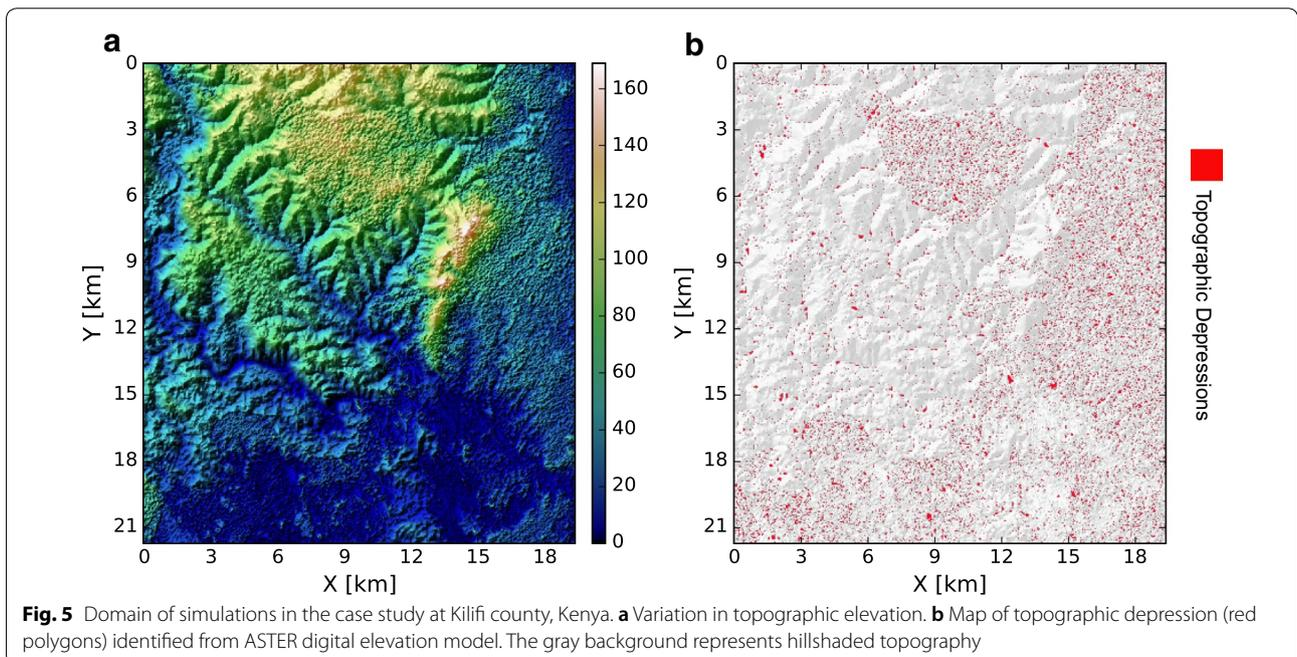 a
b
0
3
6
9
12
15
18
21
Y [km]
0 3 6 9 12 15 18
X [km]
160
140
120
100
80
60
40
20
0
0
3
6
9
12
15
18
21
Y [km]
0 3 6 9 12 15 18
X [km]
Topographic Depressions
Fig. 5 Domain of simulations in the case study at Kilifi county, Kenya. a Variation in topographic elevation. b Map of topographic depression (red
polygons) identified from ASTER digital elevation model. The gray background represents hillshaded topography